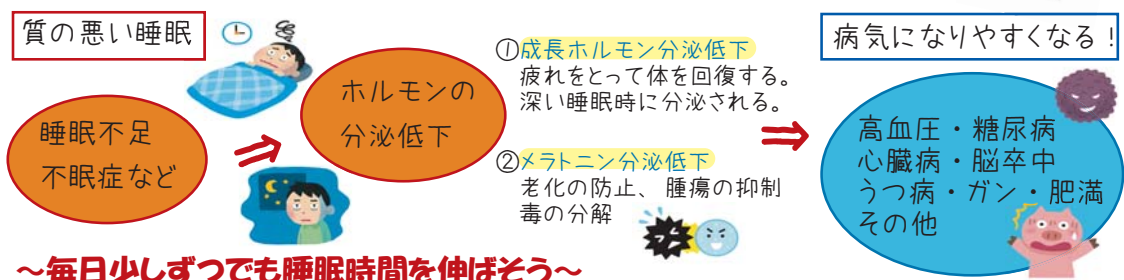 質の悪い睡眠
睡眠不足
不眠症など
ホルモンの
分泌低下
①成長ホルモン分泌低下
疲れをとって体を回復する。
深い睡眠時に分泌される。
②メラトニン分泌低下
老化の防止、腫瘍の抑制
毒の分解
病気になりやすくなる！
高血圧・糖尿病
心臓病・脳卒中
うつ病・ガン・肥満
その他
～毎日少しずつでも睡眠時間を伸ばそう～